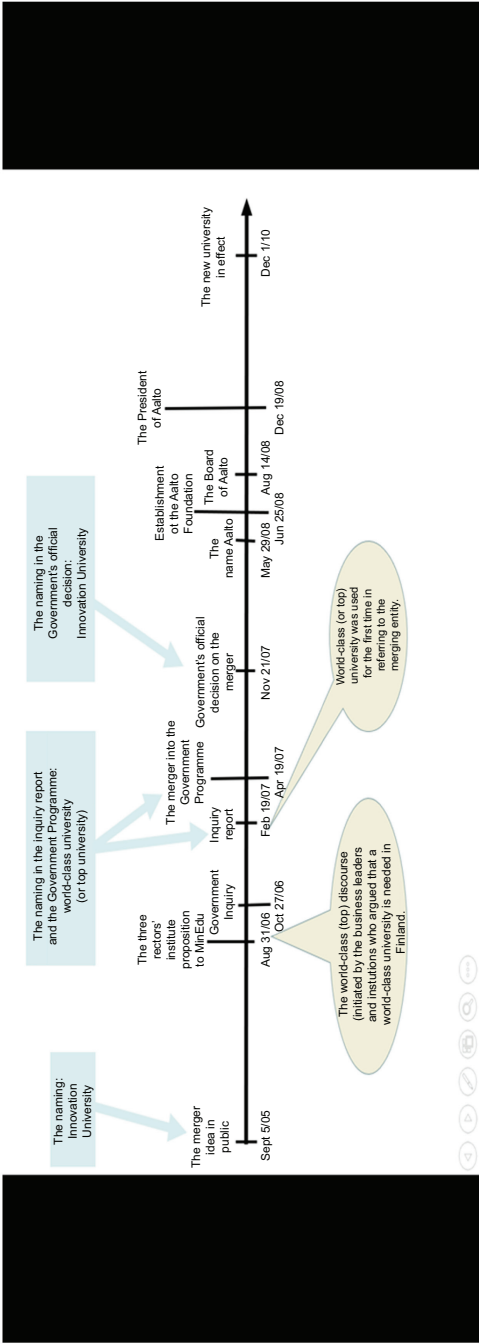 The naming:
Innovation
University
The naming in the inquiry report
and the Government Programme:
world-class university
(or top university)
The naming in the
Government's official
decision:
Innovation University
The merger
idea in
public
The three
rectors'
institute
proposition
to MinEdu
Government
Inquiry
Inquiry
report
The merger into the
Government
Programme
Government's official
decision on the
merger
The
name Aalto
Establishment
ot the Aalto
Foundation
The Board
of Aalto
The President
of Aalto
The new university
in effect
Sept 5/05
Aug 31/06
Oct 27/06
Feb 19/07
Apr 19/07
Nov 21/07
May 29/08
Jun 25/08
Aug 14/08
Dec 19/08
Dec 1/10
The world-class (top) discourse
(initiated by the business leaders
and instutions who argued that a
world-class university is needed in
Finland.
World-class (or top)
university was used
for the first time in
referring to the
merging entity.